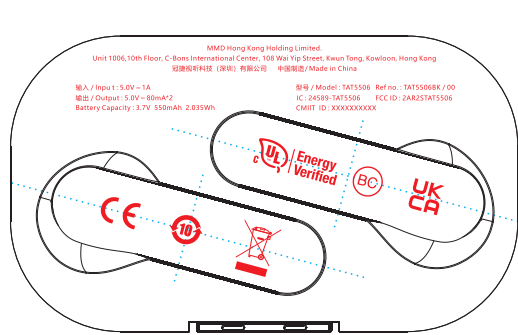 MMD Hong Kong Holding Limited.
Unit 1006,10th Floor, C-Bons International Center, 108 Wai Yip Street, Kwun Tong, Kowloon, Hong Kong
冠捷视听科技（深圳）有限公司 中国制造/ Made in China
输入 / Input : 5.0V⎓1A
输出 / Output : 5.0V⎓80mA*2
Battery Capacity : 3.7V 550mAh 2.035Wh
型号 / Model : TAT5506 Ref no.: TAT5506BK / 00
IC : 24589-TAT5506 FCC ID : 2AR2STAT5506
CMIIT ID : XXXXXXXXXX
C UL Energy
Verified
BC
UK
CA
CE
10